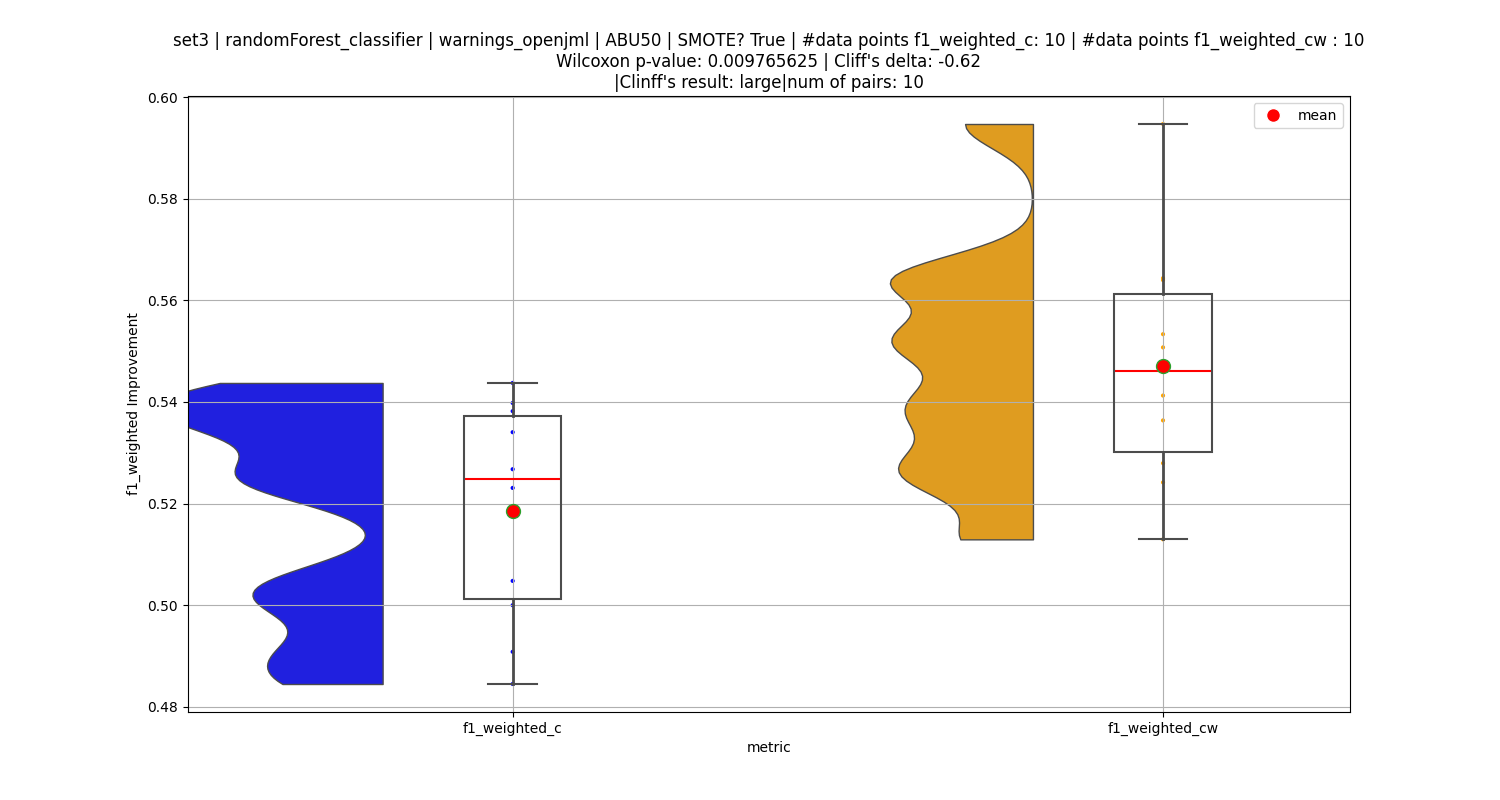 set3 | randomForest_classifier | warnings_openjml | ABU50 | SMOTE? True | #data points f1_weighted_c: 10 | #data points f1_weighted_cw : 10
Wilcoxon p-value: 0.009765625 | Cliff's delta: -0.62
|Clinff's result: large|num of pairs: 10
mean
0.60
0.58
0.56
0.54
0.52
0.50
0.48
f1_weighted Improvement
f1_weighted_c
f1_weighted_cw
metric